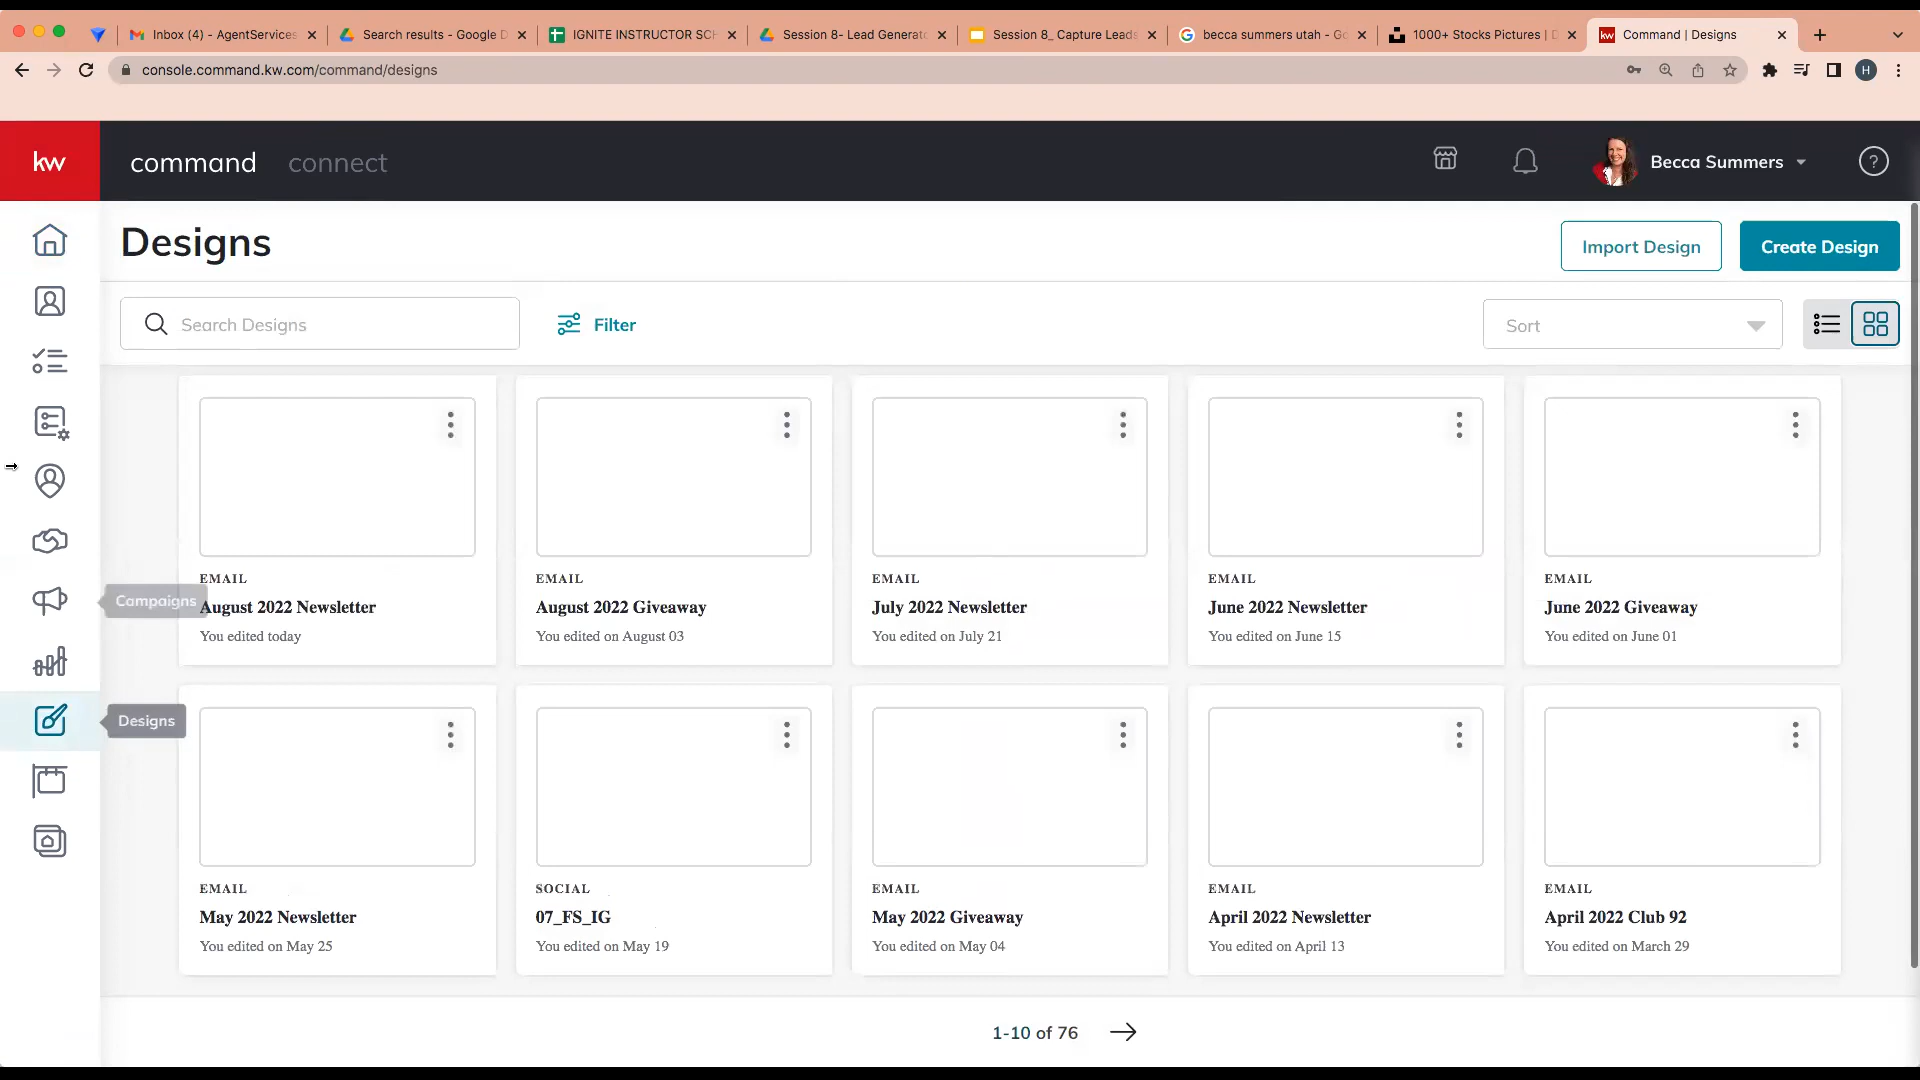 Inbox (4) - AgentServices
Search results - Google D
IGNITE INSTRUCTOR SCH
Session 8- Lead Generato
Session 8_ Capture Leads
becca summers utah - Go
1000+ Stocks Pictures | D
Command | Designs
console.command.kw.com/command/designs
H
kw
command
connect
Becca Summers
?
Designs
Import Design
Create Design
Search Designs
Filter
Sort
EMAIL
August 2022 Newsletter
You edited today
EMAIL
August 2022 Giveaway
You edited on August 03
EMAIL
July 2022 Newsletter
You edited on July 21
EMAIL
June 2022 Newsletter
You edited on June 15
EMAIL
June 2022 Giveaway
You edited on June 01
Campaigns
Designs
EMAIL
May 2022 Newsletter
You edited on May 25
SOCIAL
07_FS_IG
You edited on May 19
EMAIL
May 2022 Giveaway
You edited on May 04
EMAIL
April 2022 Newsletter
You edited on April 13
EMAIL
April 2022 Club 92
You edited on March 29
1-10 of 76